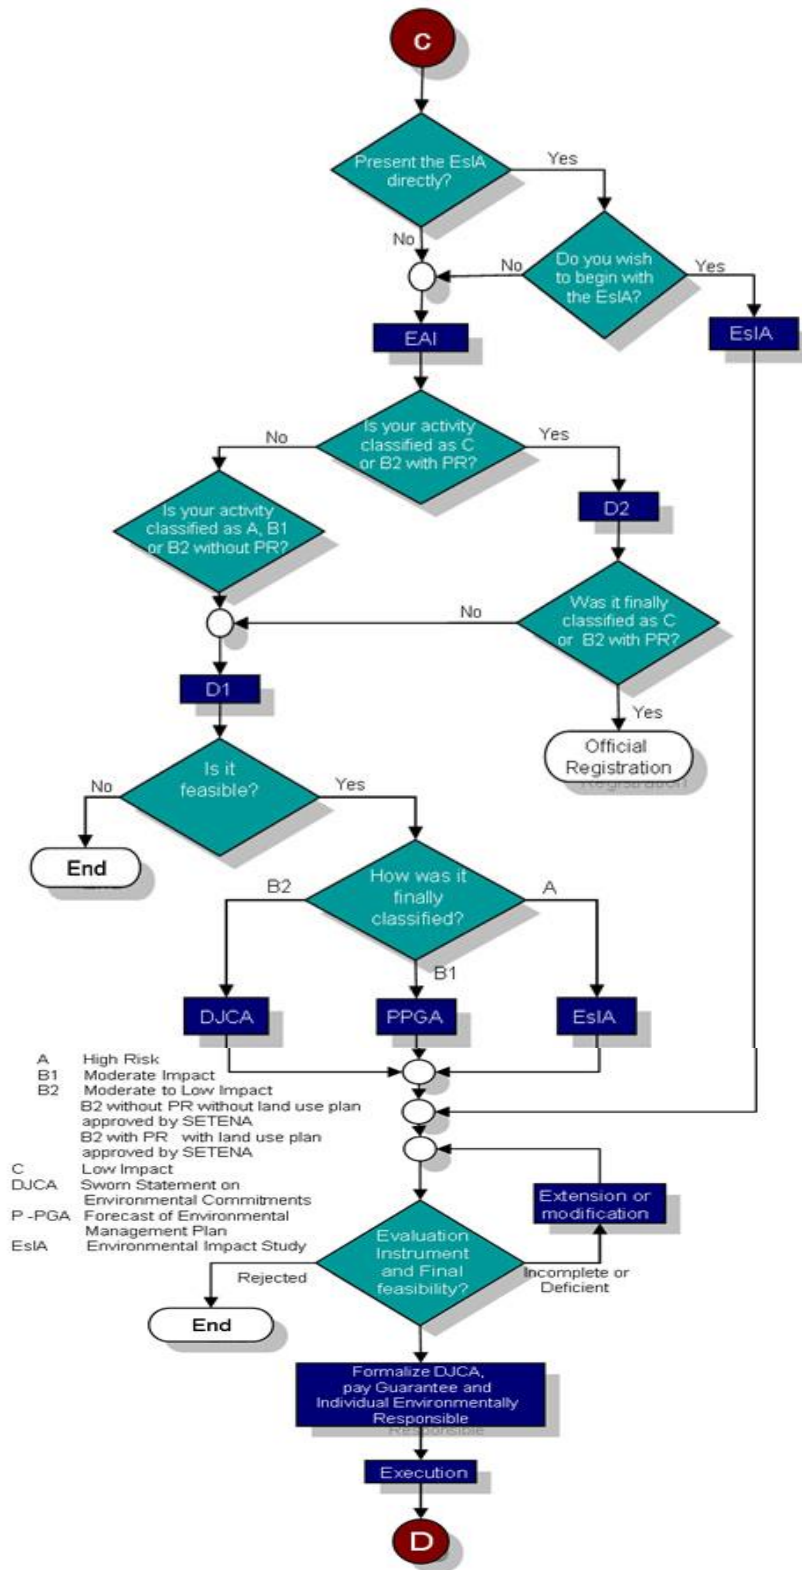 C
Present the EsIA
directly?
Yes
No
Do you wish
to begin with
the EsIA?
No
Yes
EAI
EsIA
Is your activity
classified as C
or B2 with PR?
No
Yes
Is your activity
classified as A, B1
or B2 without PR?
D2
Was it finally
classified as C
or B2 with PR?
No
Yes
D1
Official
Registration
Is it
feasible?
No
Yes
End
How was it
finally
classified?
B2
A
B1
DJCA
PPGA
EsIA
A High Risk
B1 Moderate Impact
B2 Moderate to Low Impact
B2 without PR without land use plan
approved by SETENA
B2 with PR with land use plan
approved by SETENA
C Low Impact
DJCA Sworn Statement on
Environmental Commitments
P-PGA Forecast of Environmental
Management Plan
EsIA Environmental Impact Study
Extension or
modification
Evaluation
Instrument
and Final
feasibility?
Rejected
Incomplete or
Deficient
End
Formalize DJCA,
pay Guarantee and
Individual Environmentally
Responsible
Execution
D